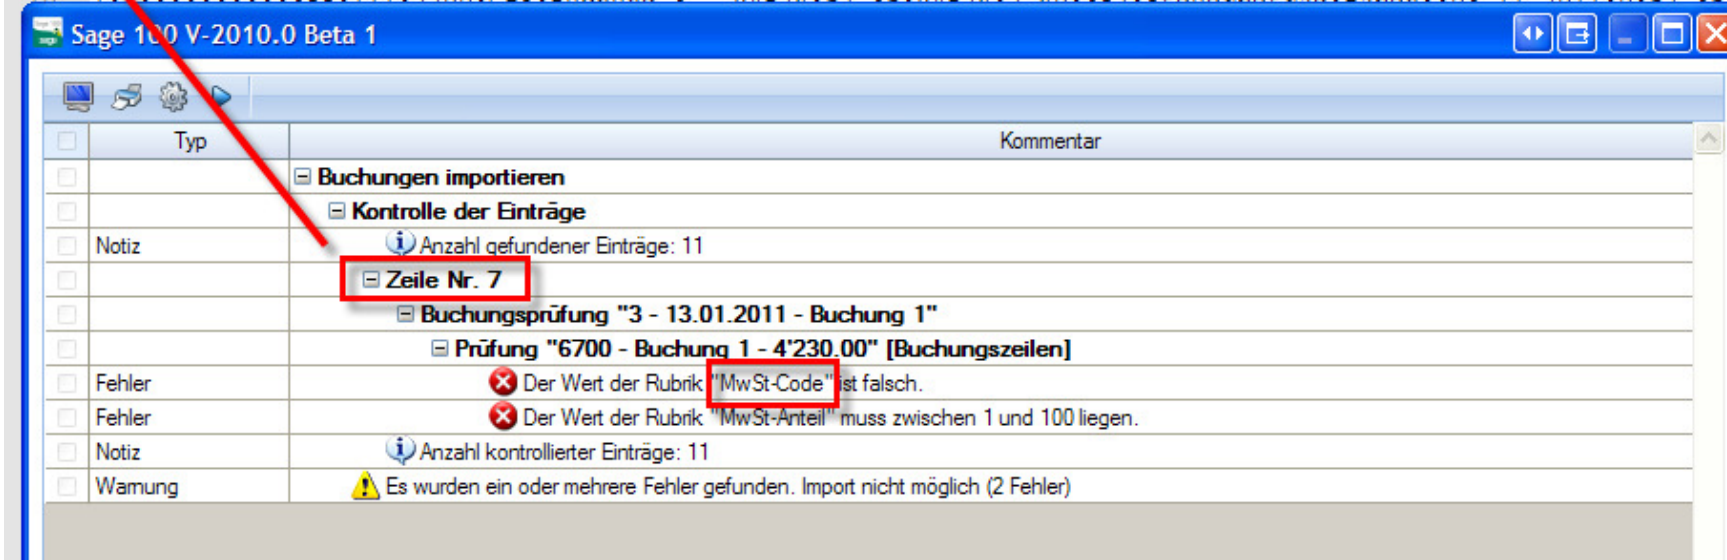 Sage 100 V-2010.0 Beta 1
Typ Kommentar
Buchungen importieren
Kontrolle der Einträge
Notiz Anzahl gefundener Einträge: 11
Zeile Nr. 7
Buchungsprüfung "3 - 13.01.2011 - Buchung 1"
Prüfung "6700 - Buchung 1 - 4'230.00" [Buchungszeilen]
Fehler Der Wert der Rubrik "MwSt-Code" ist falsch.
Fehler Der Wert der Rubrik "MwSt-Anteil" muss zwischen 1 und 100 liegen.
Notiz Anzahl kontrollierter Einträge: 11
Warnung Es wurden ein oder mehrere Fehler gefunden. Import nicht möglich (2 Fehler)